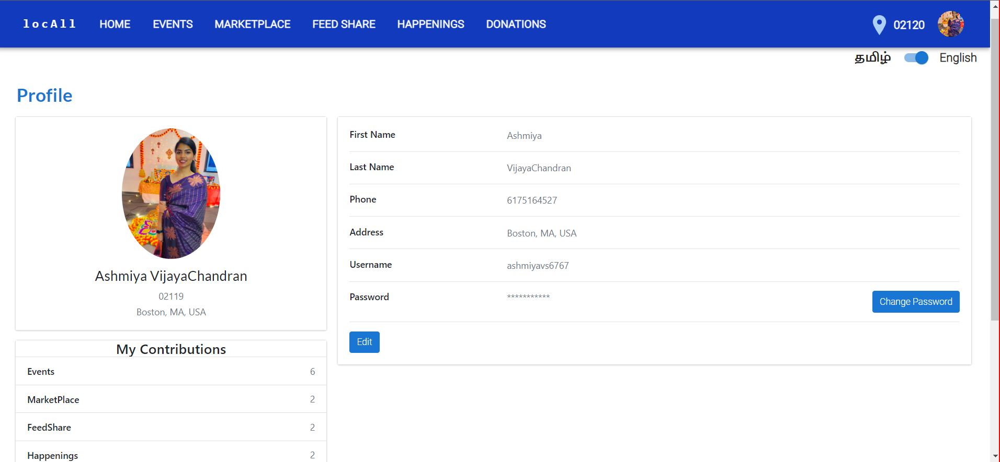 locAll HOME EVENTS MARKETPLACE FEED SHARE HAPPENINGS DONATIONS 02120
தமிழ் English
Profile
Ashmiya VijayaChandran
02119
Boston, MA, USA
My Contributions
Events 6
MarketPlace 2
FeedShare 2
Happenings 2
First Name Ashmiya
Last Name VijayaChandran
Phone 6175164527
Address Boston, MA, USA
Username ashmiyavs6767
Password *********** Change Password
Edit